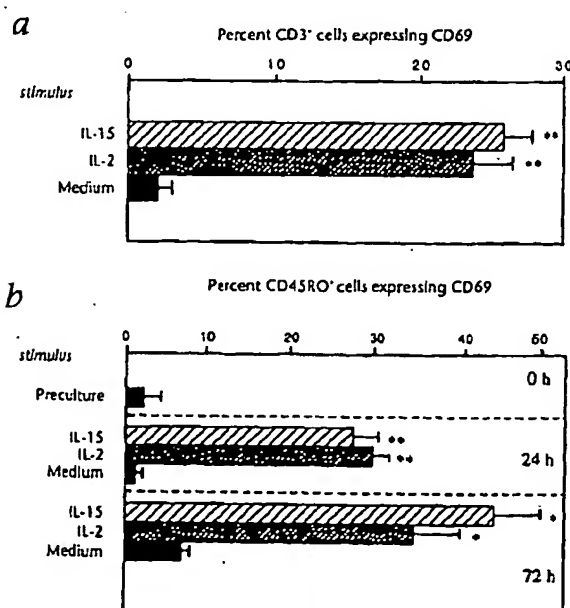 a
Percent CD3+ cells expressing CD69
0 10 20 30
stimulus
IL-15 **
IL-2 **
Medium
b
Percent CD45RO+ cells expressing CD69
0 10 20 30 40 50
stimulus
Preculture
0 h
IL-15 **
IL-2 **
Medium
24 h
IL-15 *
IL-2 *
Medium
72 h